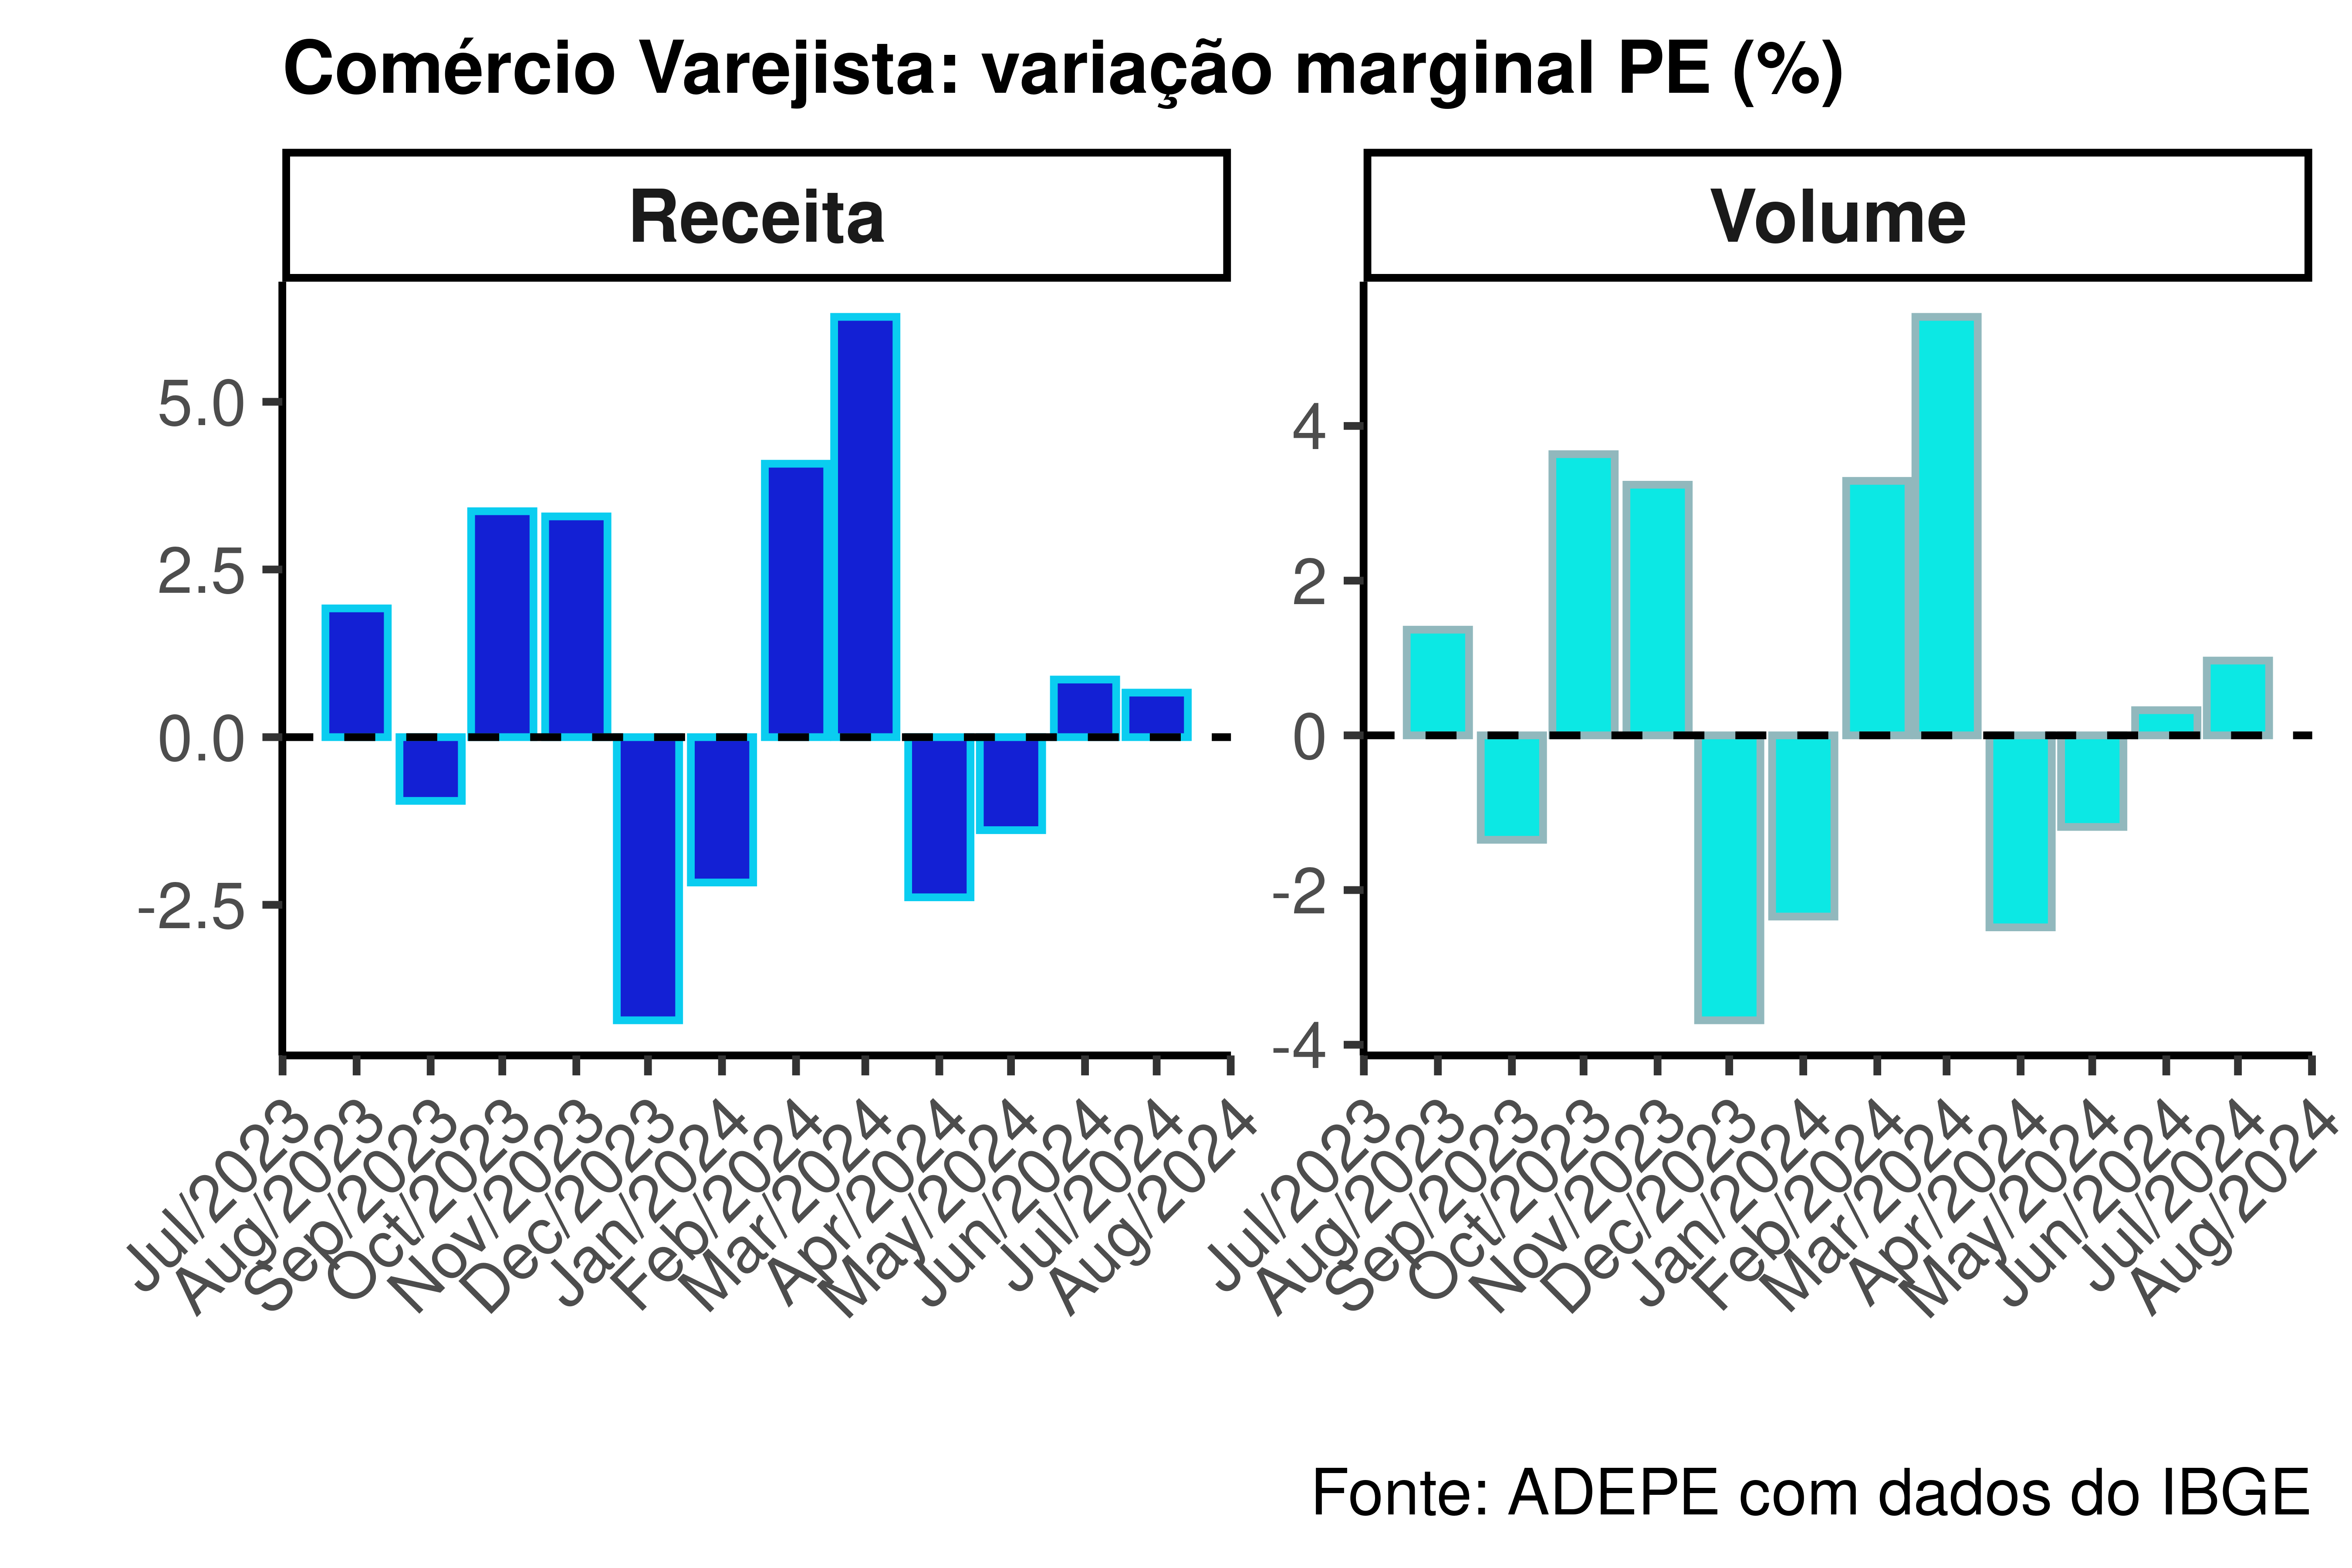 Comércio Varejista: variação marginal PE (%)
Receita
Volume
5.0
2.5
0.0
-2.5
4
2
0
-2
-4
Jul/2023
Aug/2023
Sep/2023
Oct/2023
Nov/2023
Dec/2023
Jan/2024
Feb/2024
Mar/2024
Apr/2024
May/2024
Jun/2024
Jul/2024
Aug/2024
Jul/2023
Aug/2023
Sep/2023
Oct/2023
Nov/2023
Dec/2023
Jan/2024
Feb/2024
Mar/2024
Apr/2024
May/2024
Jun/2024
Jul/2024
Aug/2024
Fonte: ADEPE com dados do IBGE